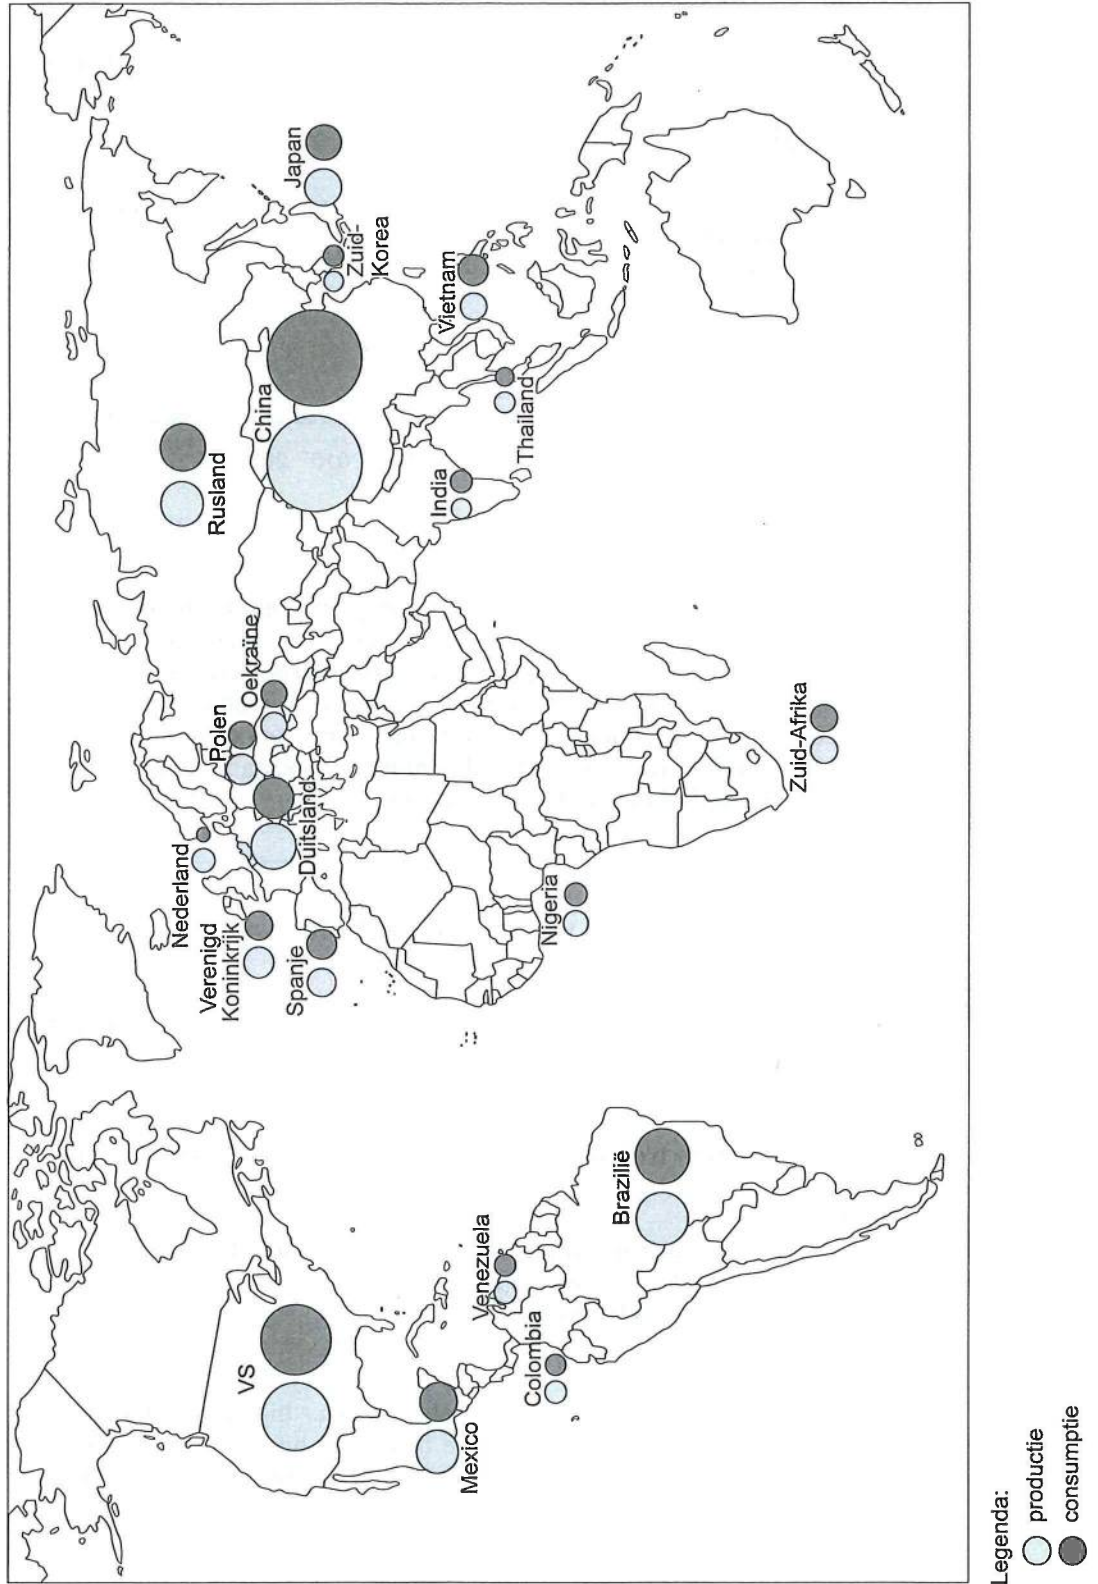 Nederland
Verenigd
Koninkrijk
Polen
Rusland
VS
Oekraïne
China
Japan
Spanje
Duitsland
Zuid-
Korea
India
Vietnam
Mexico
Venezuela
Thailand
Colombia
Nigeria
Brazilië
Zuid-Afrika
Legenda:
productie
consumptie